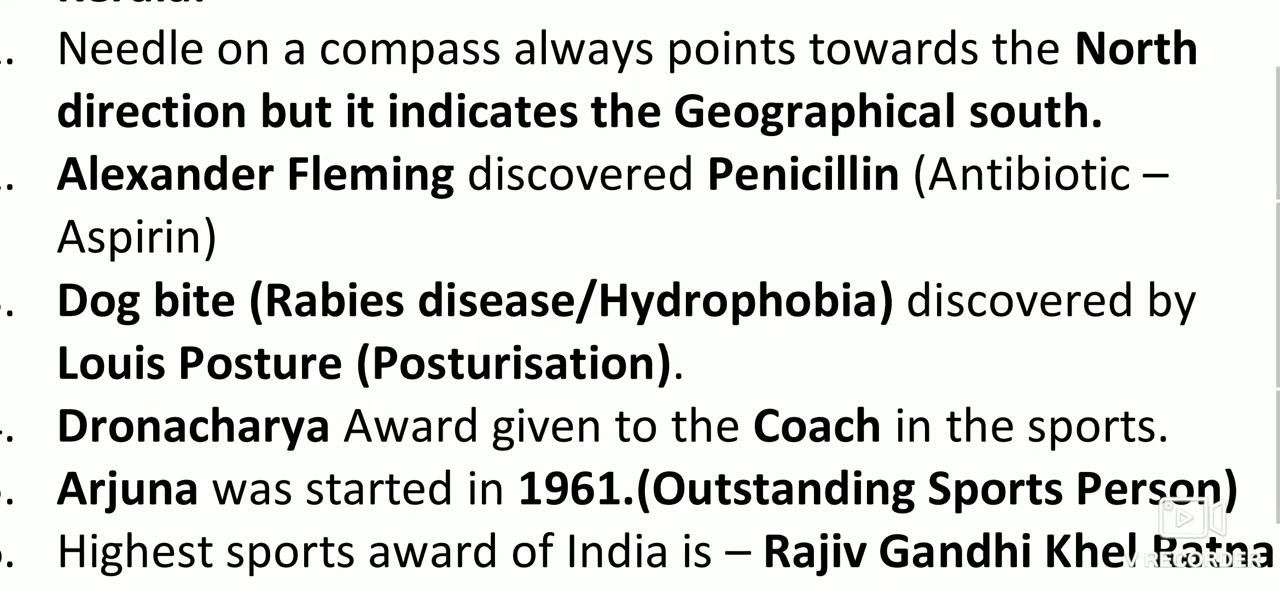 . Needle on a compass always points towards the North
direction but it indicates the Geographical south.
. Alexander Fleming discovered Penicillin (Antibiotic –
Aspirin)
. Dog bite (Rabies disease/Hydrophobia) discovered by
Louis Posture (Posturisation).
. Dronacharya Award given to the Coach in the sports.
. Arjuna was started in 1961.(Outstanding Sports Person)
. Highest sports award of India is – Rajiv Gandhi Khel Ratna
V RECORDER